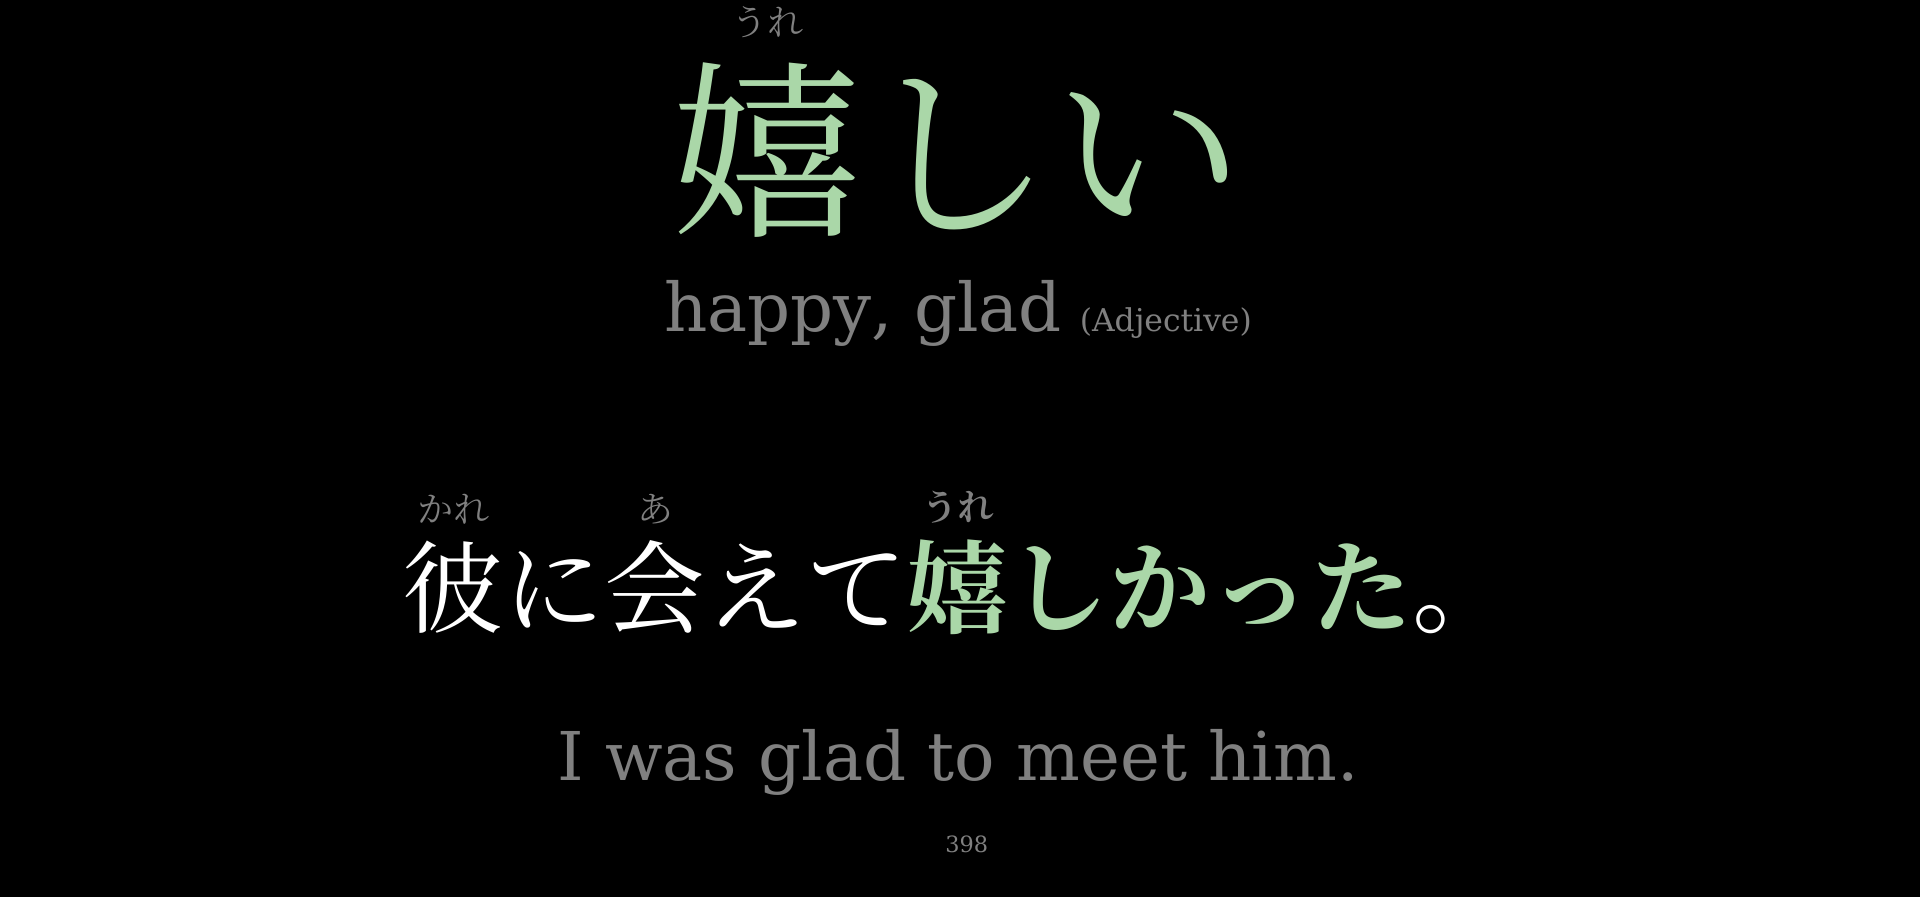 うれ
嬉しい
happy, glad (Adjective)
かれ あ うれ
彼に会えて嬉しかった。
I was glad to meet him.
398